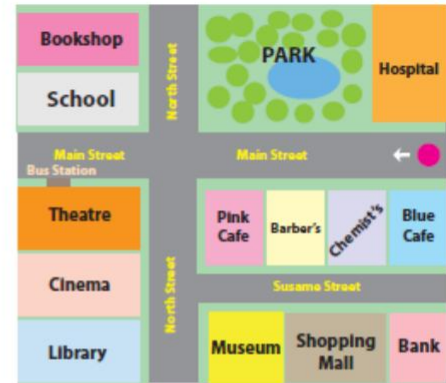 Bookshop
School
North Street
PARK
Hospital
Main Street
Main Street
Bus Station
Theatre
Pink
Cafe
Barber's
Chemist's
Blue
Cafe
Cinema
North Street
Susame Street
Library
Museum
Shopping
Mall
Bank